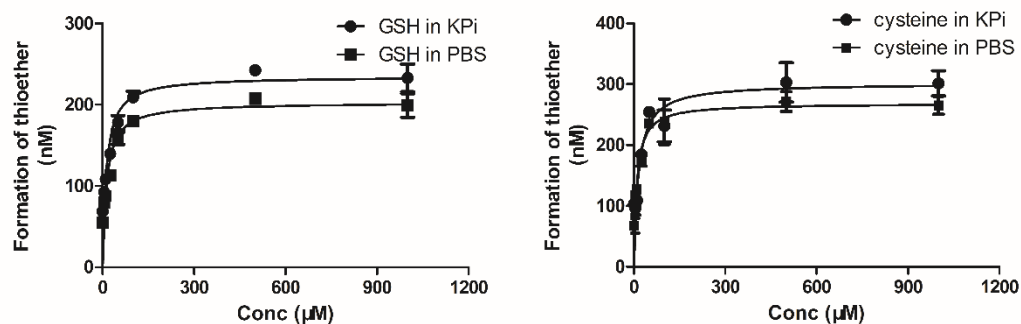 300
200
100
0
Formation of thioether
(nM)
GSH in KPi
GSH in PBS
0 300 600 900 1200
Conc (µM)
400
300
200
100
0
Formation of thioether
(nM)
cysteine in KPi
cysteine in PBS
0 300 600 900 1200
Conc (µM)